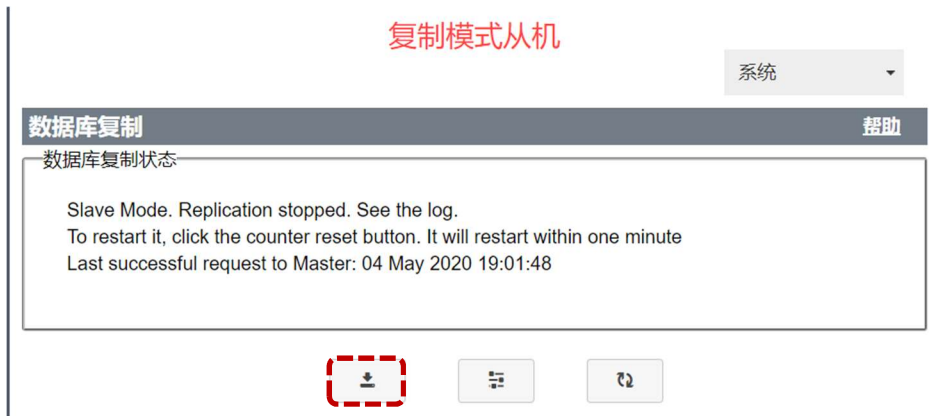 复制模式从机
系统
数据库复制 帮助
数据库复制状态
Slave Mode. Replication stopped. See the log.
To restart it, click the counter reset button. It will restart within one minute
Last successful request to Master: 04 May 2020 19:01:48